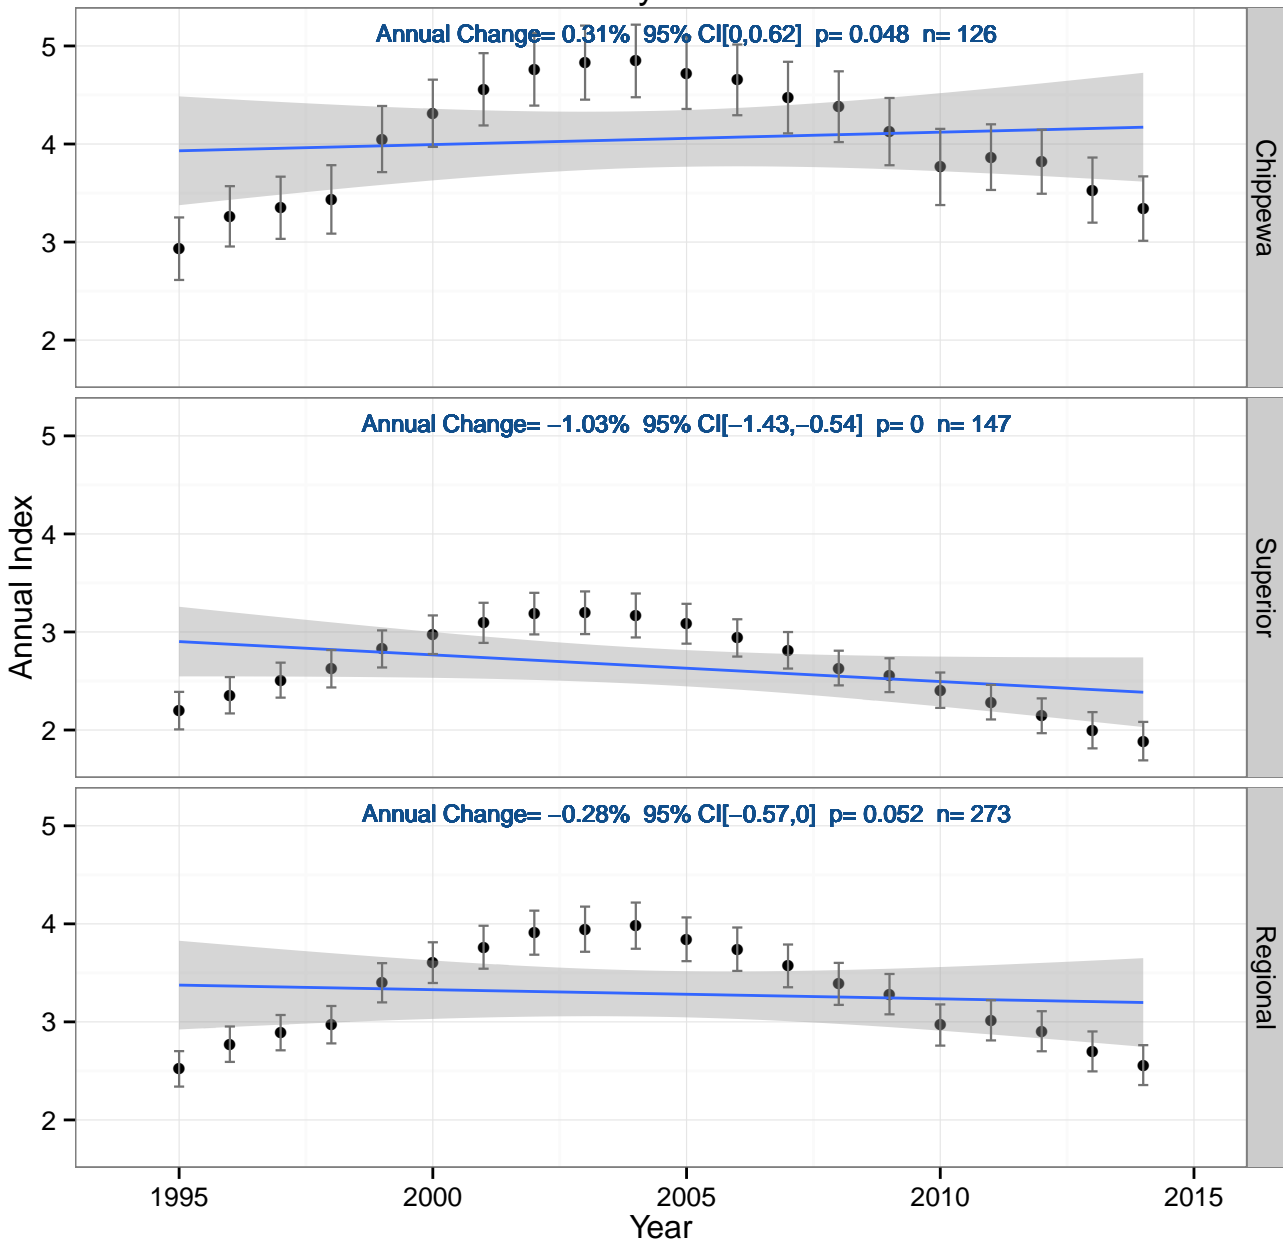 Annual Change= 0.31% 95% CI[0,0.62] p= 0.048 n= 126
5
4
3
2
Chippewa
Annual Change= −1.03% 95% CI[−1.43,−0.54] p= 0 n= 147
5
4
3
2
Superior
Annual Index
Annual Change= −0.28% 95% CI[−0.57,0] p= 0.052 n= 273
5
4
3
2
Regional
1995 2000 2005 2010 2015
Year